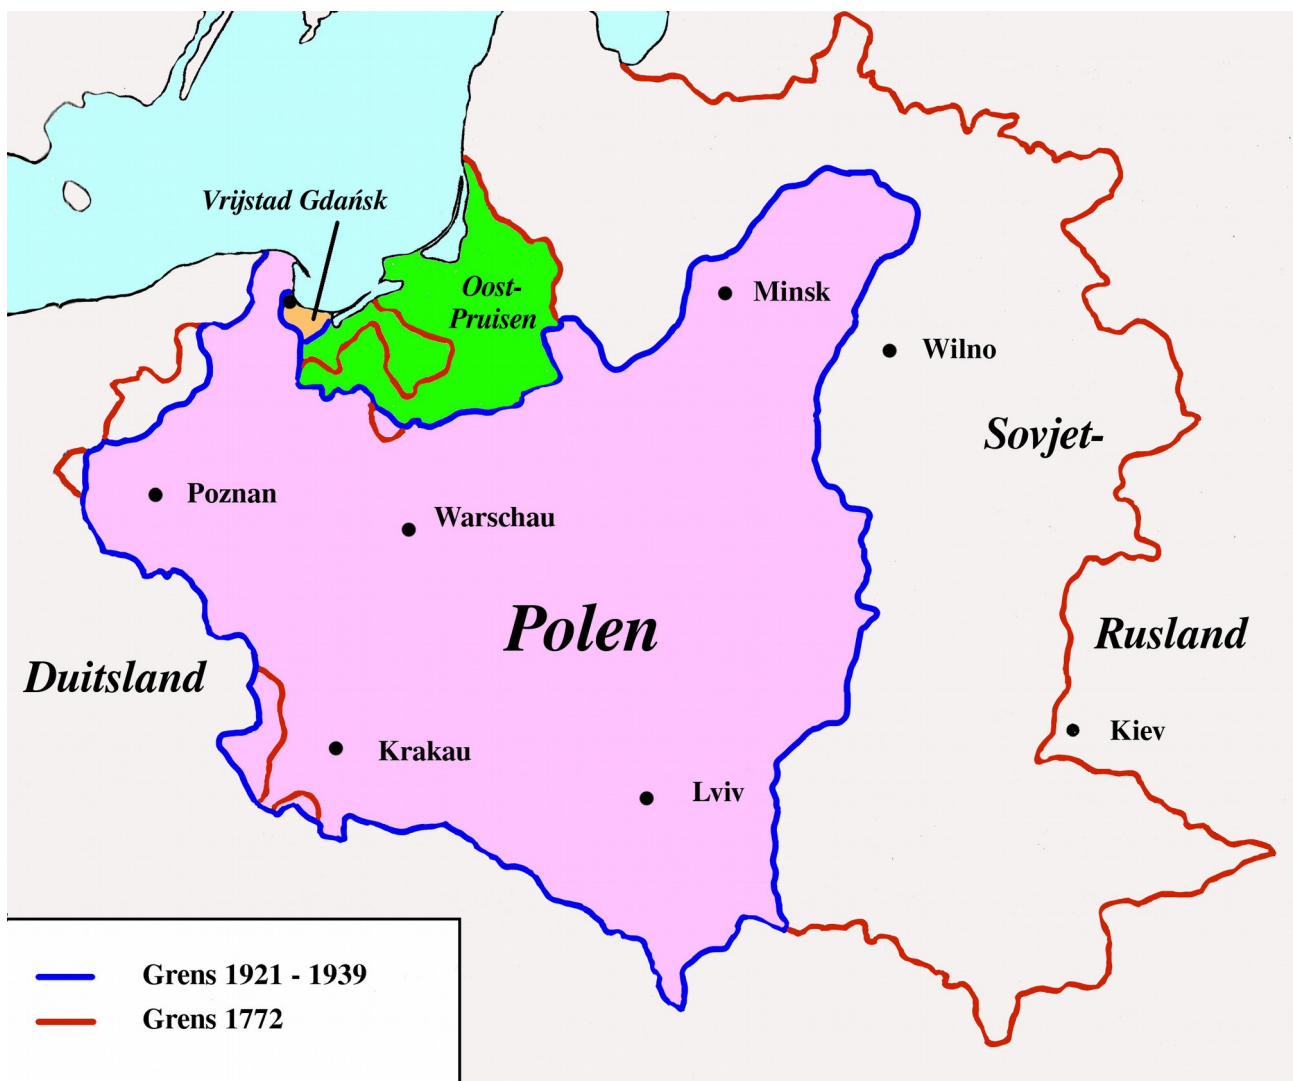 Vrijstad Gdańsk
Oost-
Pruisen
Minsk
Wilno
Sovjet-
Poznan
Warschau
Polen
Rusland
Duitsland
Krakau
Kiev
Lviv
Grens 1921 - 1939
Grens 1772